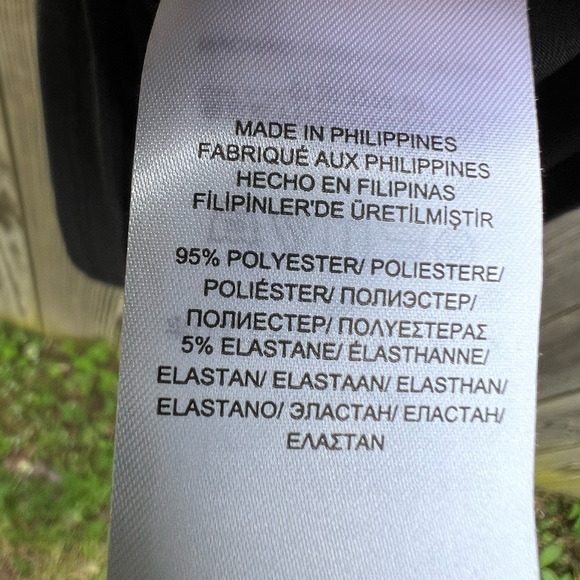 MADE IN PHILIPPINES
FABRIQUÉ AUX PHILIPPINES
HECHO EN FILIPINAS
FİLİPİNLER'DE ÜRETİLMİŞTİR
95% POLYESTER/ POLIESTERE/
POLIÉSTER/ ПОЛИЭСТЕР/
ПОЛИЕСТЕР/ ΠΟΛΥΕΣΤΕΡΑΣ
5% ELASTANE/ ÉLASTHANNE/
ELASTAN/ ELASTAAN/ ELASTHAN/
ELASTANO/ ЭЛАСТАН/ ЕЛАСТАН/
ΕΛΑΣΤΑΝ